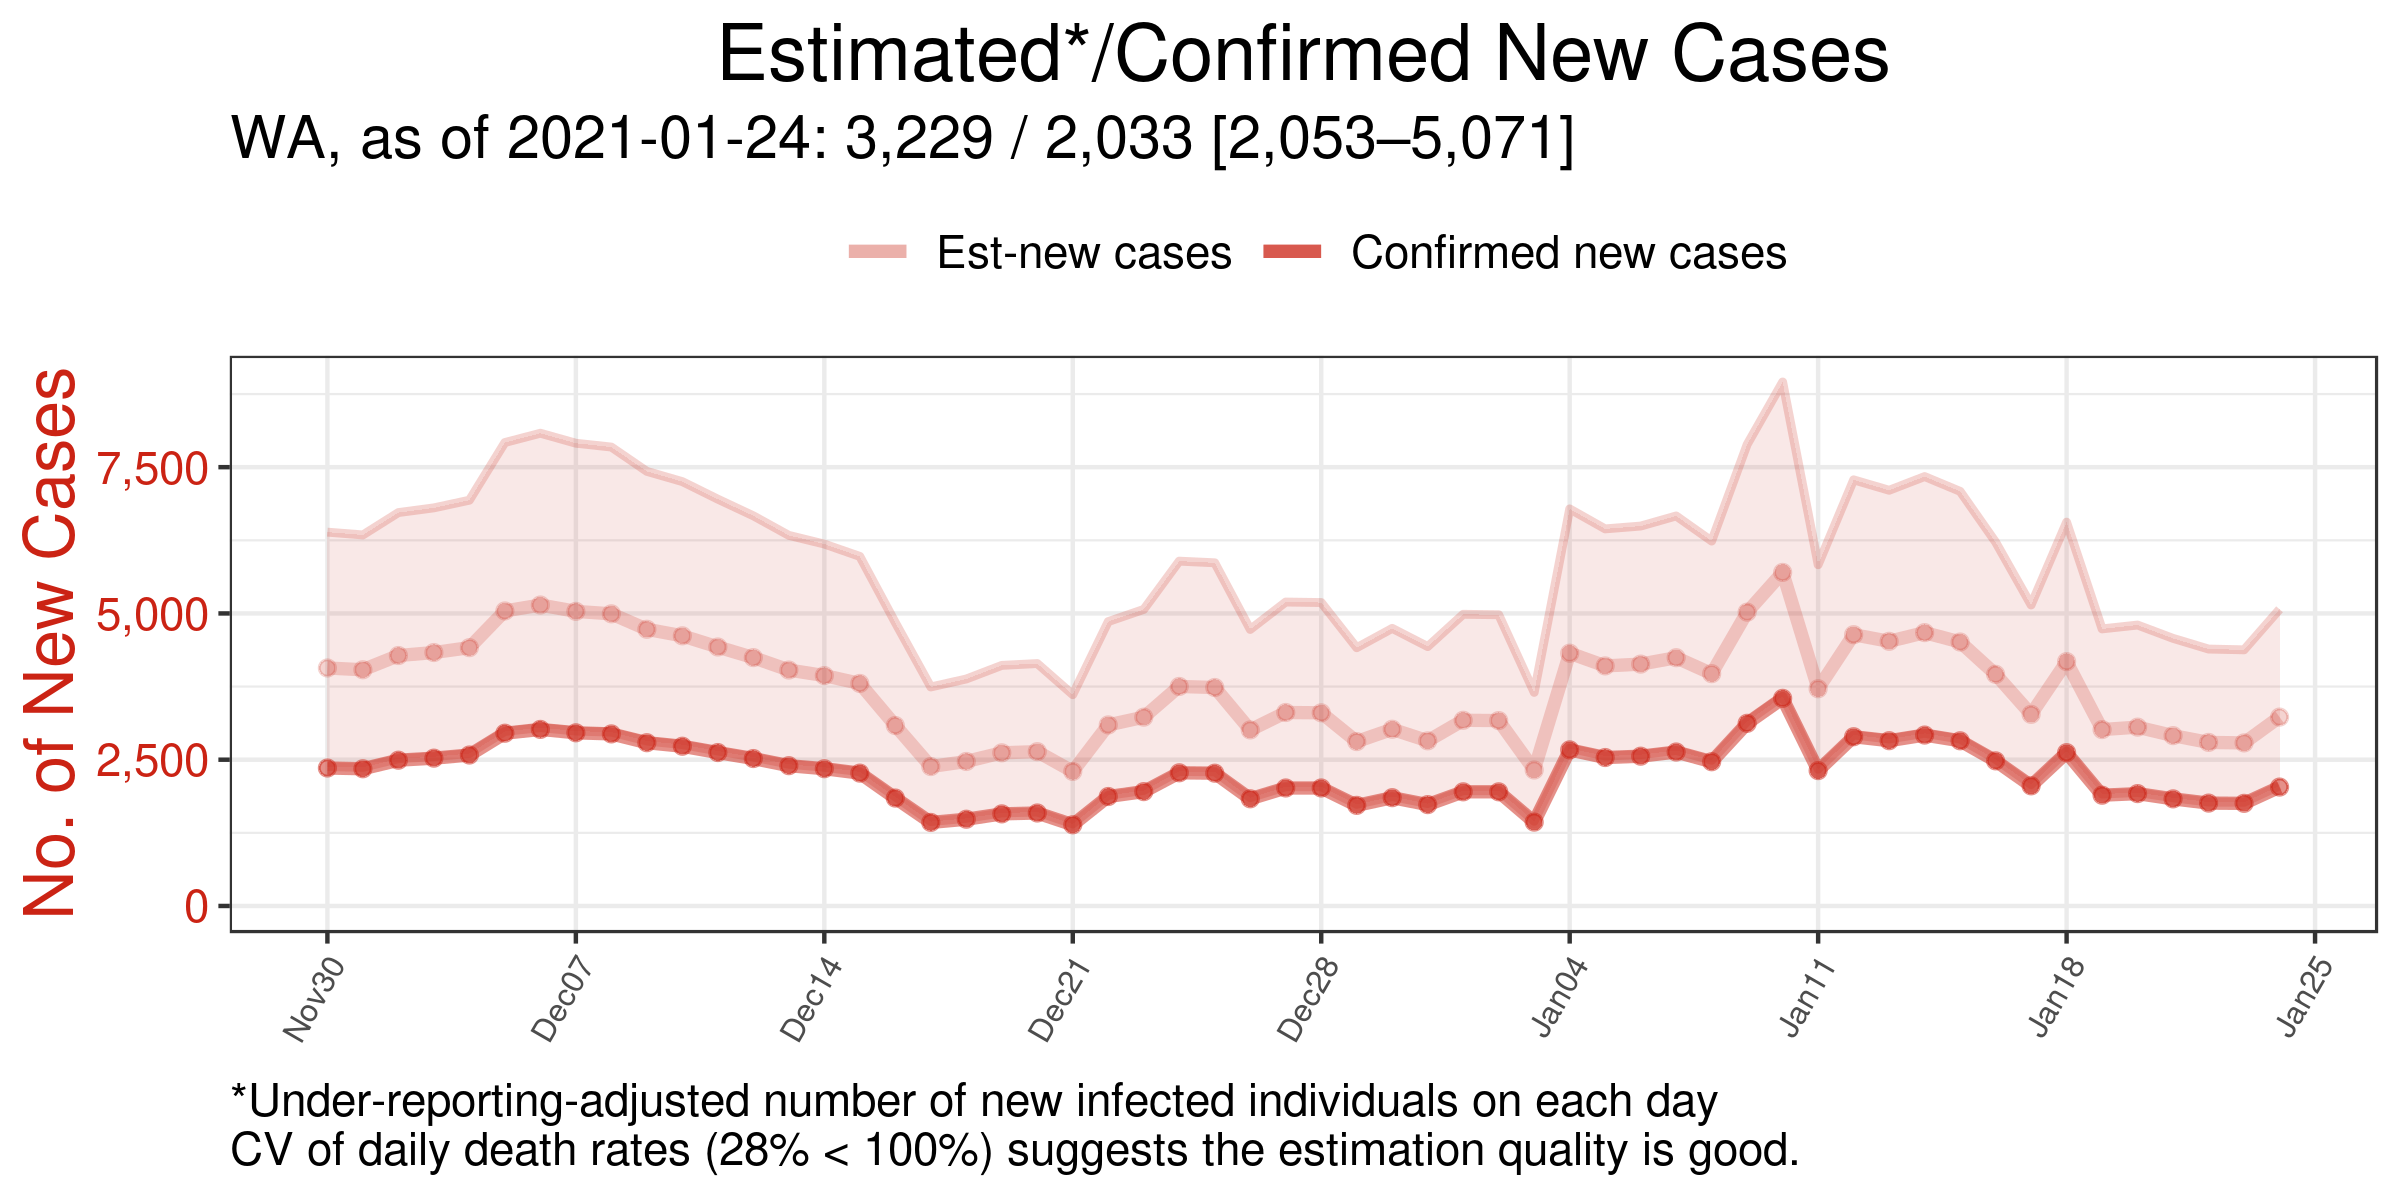 Estimated*/Confirmed New Cases
WA, as of 2021-01-24: 3,229 / 2,033 [2,053–5,071]
Est-new cases Confirmed new cases
No. of New Cases
7,500
5,000
2,500
0
Nov30 Dec07 Dec14 Dec21 Dec28 Jan04 Jan11 Jan18 Jan25
*Under-reporting-adjusted number of new infected individuals on each day
CV of daily death rates (28% < 100%) suggests the estimation quality is good.